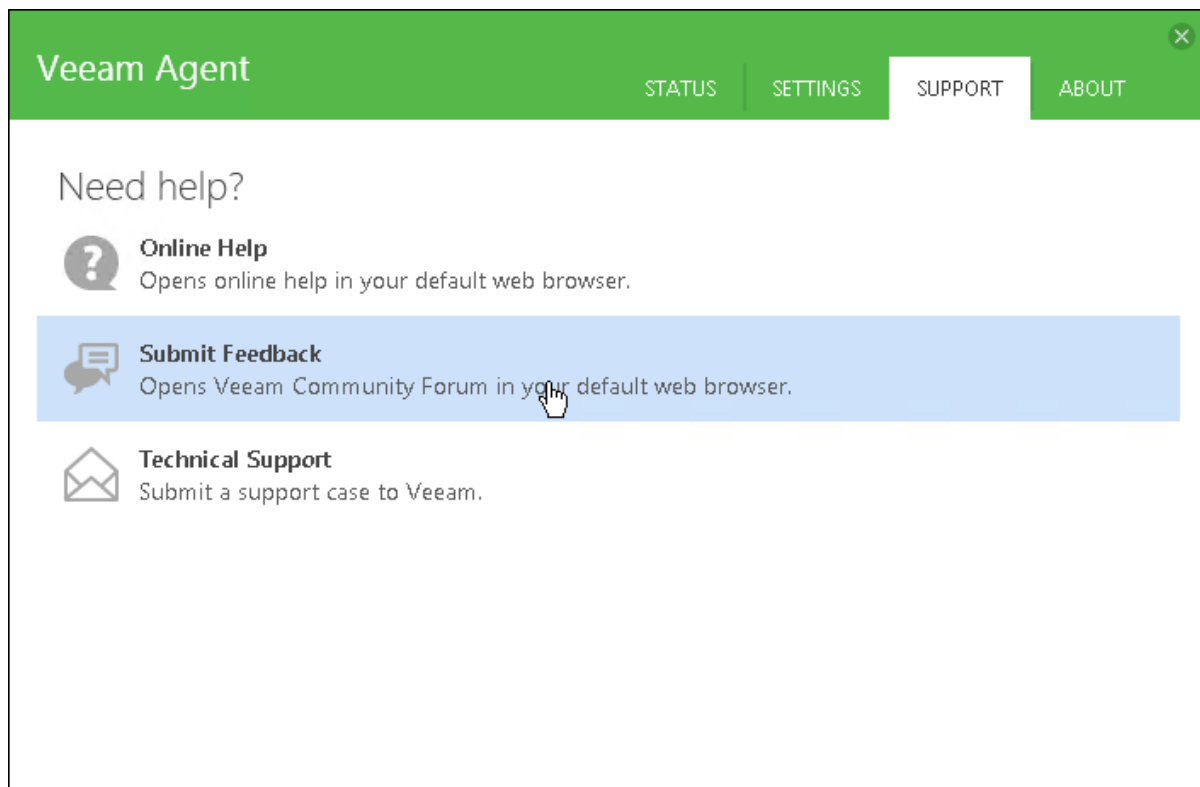 Veeam Agent
STATUS
SETTINGS
SUPPORT
ABOUT
Need help?
Online Help
Opens online help in your default web browser.
Submit Feedback
Opens Veeam Community Forum in your default web browser.
Technical Support
Submit a support case to Veeam.